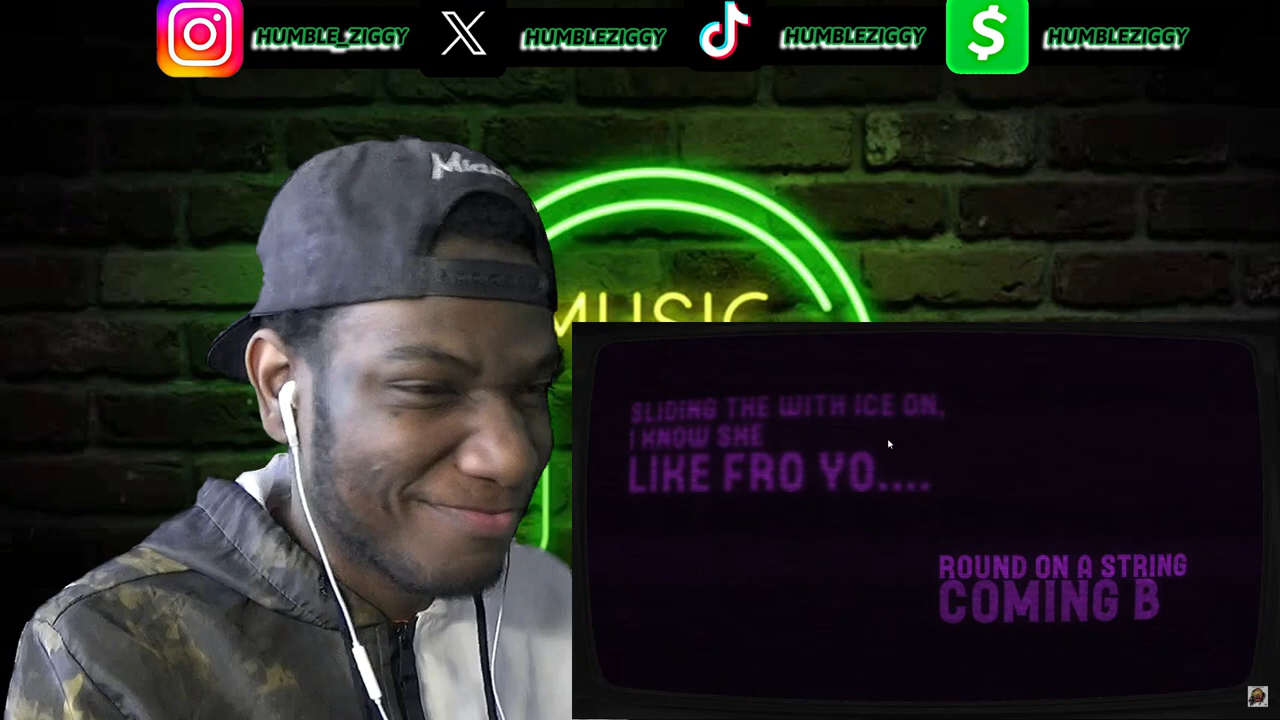 HUMBLE_ZIGGY
HUMBLEZIGGY
HUMBLEZIGGY
$
HUMBLEZIGGY
MUSIC
SLIDING THE WITH ICE ON,
I KNOW SHE
LIKE FRO YO....
ROUND ON A STRING
COMING B